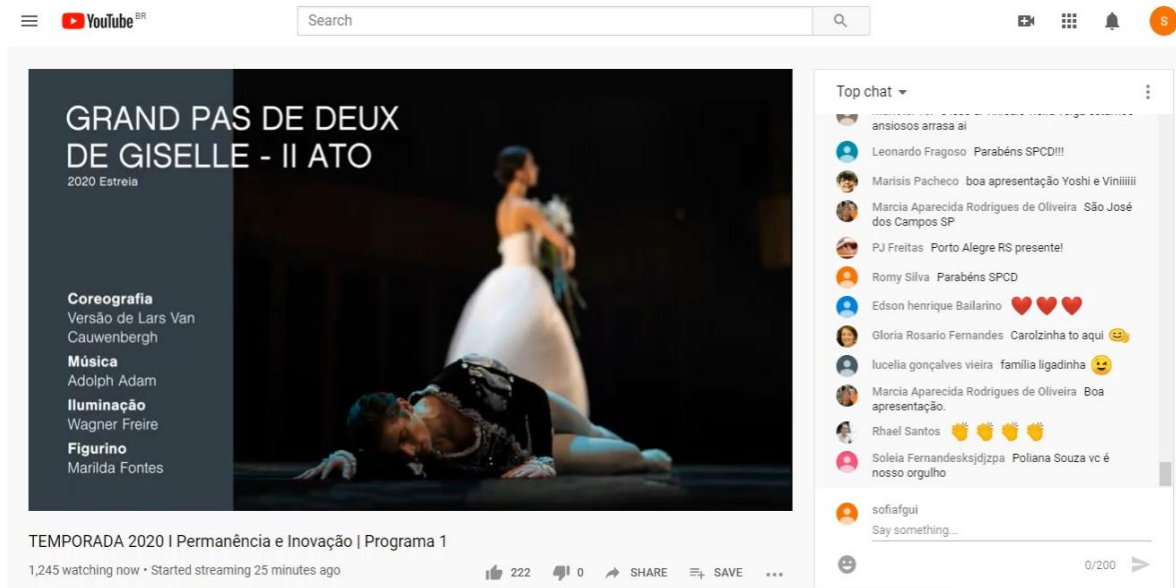 YouTube BR
Search
S
GRAND PAS DE DEUX
DE GISELLE - II ATO
2020 Estreia
Coreografia
Versão de Lars Van
Cauwenbergh
Música
Adolph Adam
Iluminação
Wagner Freire
Figurino
Marilda Fontes
TEMPORADA 2020 I Permanência e Inovação | Programa 1
1,245 watching now • Started streaming 25 minutes ago
222
0
SHARE
SAVE
Top chat
ansiosos arrasa ai
Leonardo Fragoso Parabéns SPCD!!!
Marisis Pacheco boa apresentação Yoshi e Viniiiiii
Marcia Aparecida Rodrigues de Oliveira São José
dos Campos SP
PJ Freitas Porto Alegre RS presente!
Romy Silva Parabéns SPCD
Edson henrique Bailarino ❤️❤️❤️
Gloria Rosario Fernandes Carolzinha to aqui 🤗
lucelia gonçalves vieira família ligadinha 😉
Marcia Aparecida Rodrigues de Oliveira Boa
apresentação.
Rhael Santos 👏👏👏👏
Soleia Fernandesksjdjzpa Poliana Souza vc é
nosso orgulho
sofiafgui
Say something...
0/200